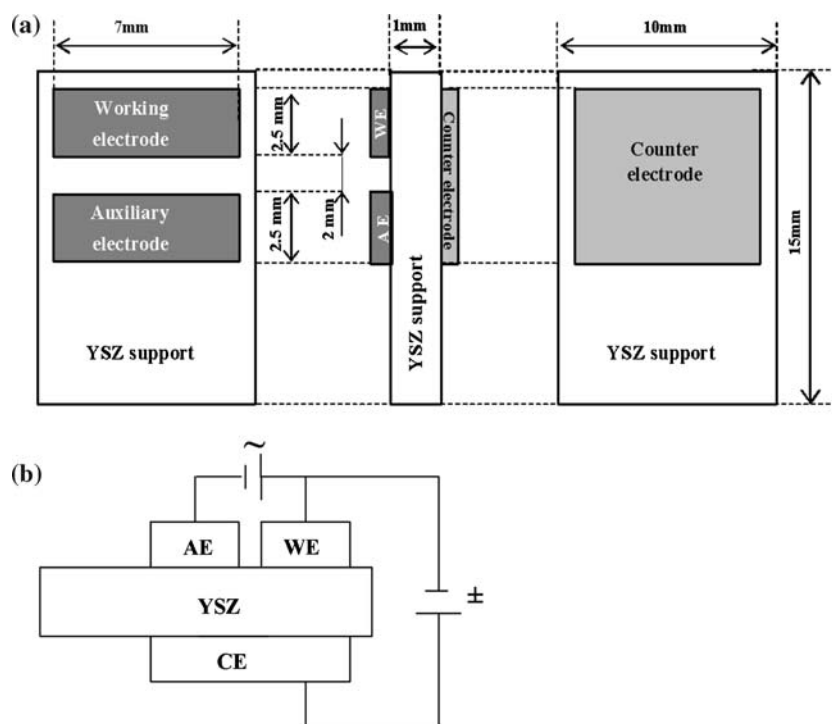 (a)
7mm
1mm
10mm
Working
electrode
2.5 mm
WE
Counter electrode
Counter
electrode
Auxiliary
electrode
2.5 mm
2 mm
A E
15mm
YSZ support
YSZ support
YSZ support
(b)
~
AE
WE
YSZ
±
CE